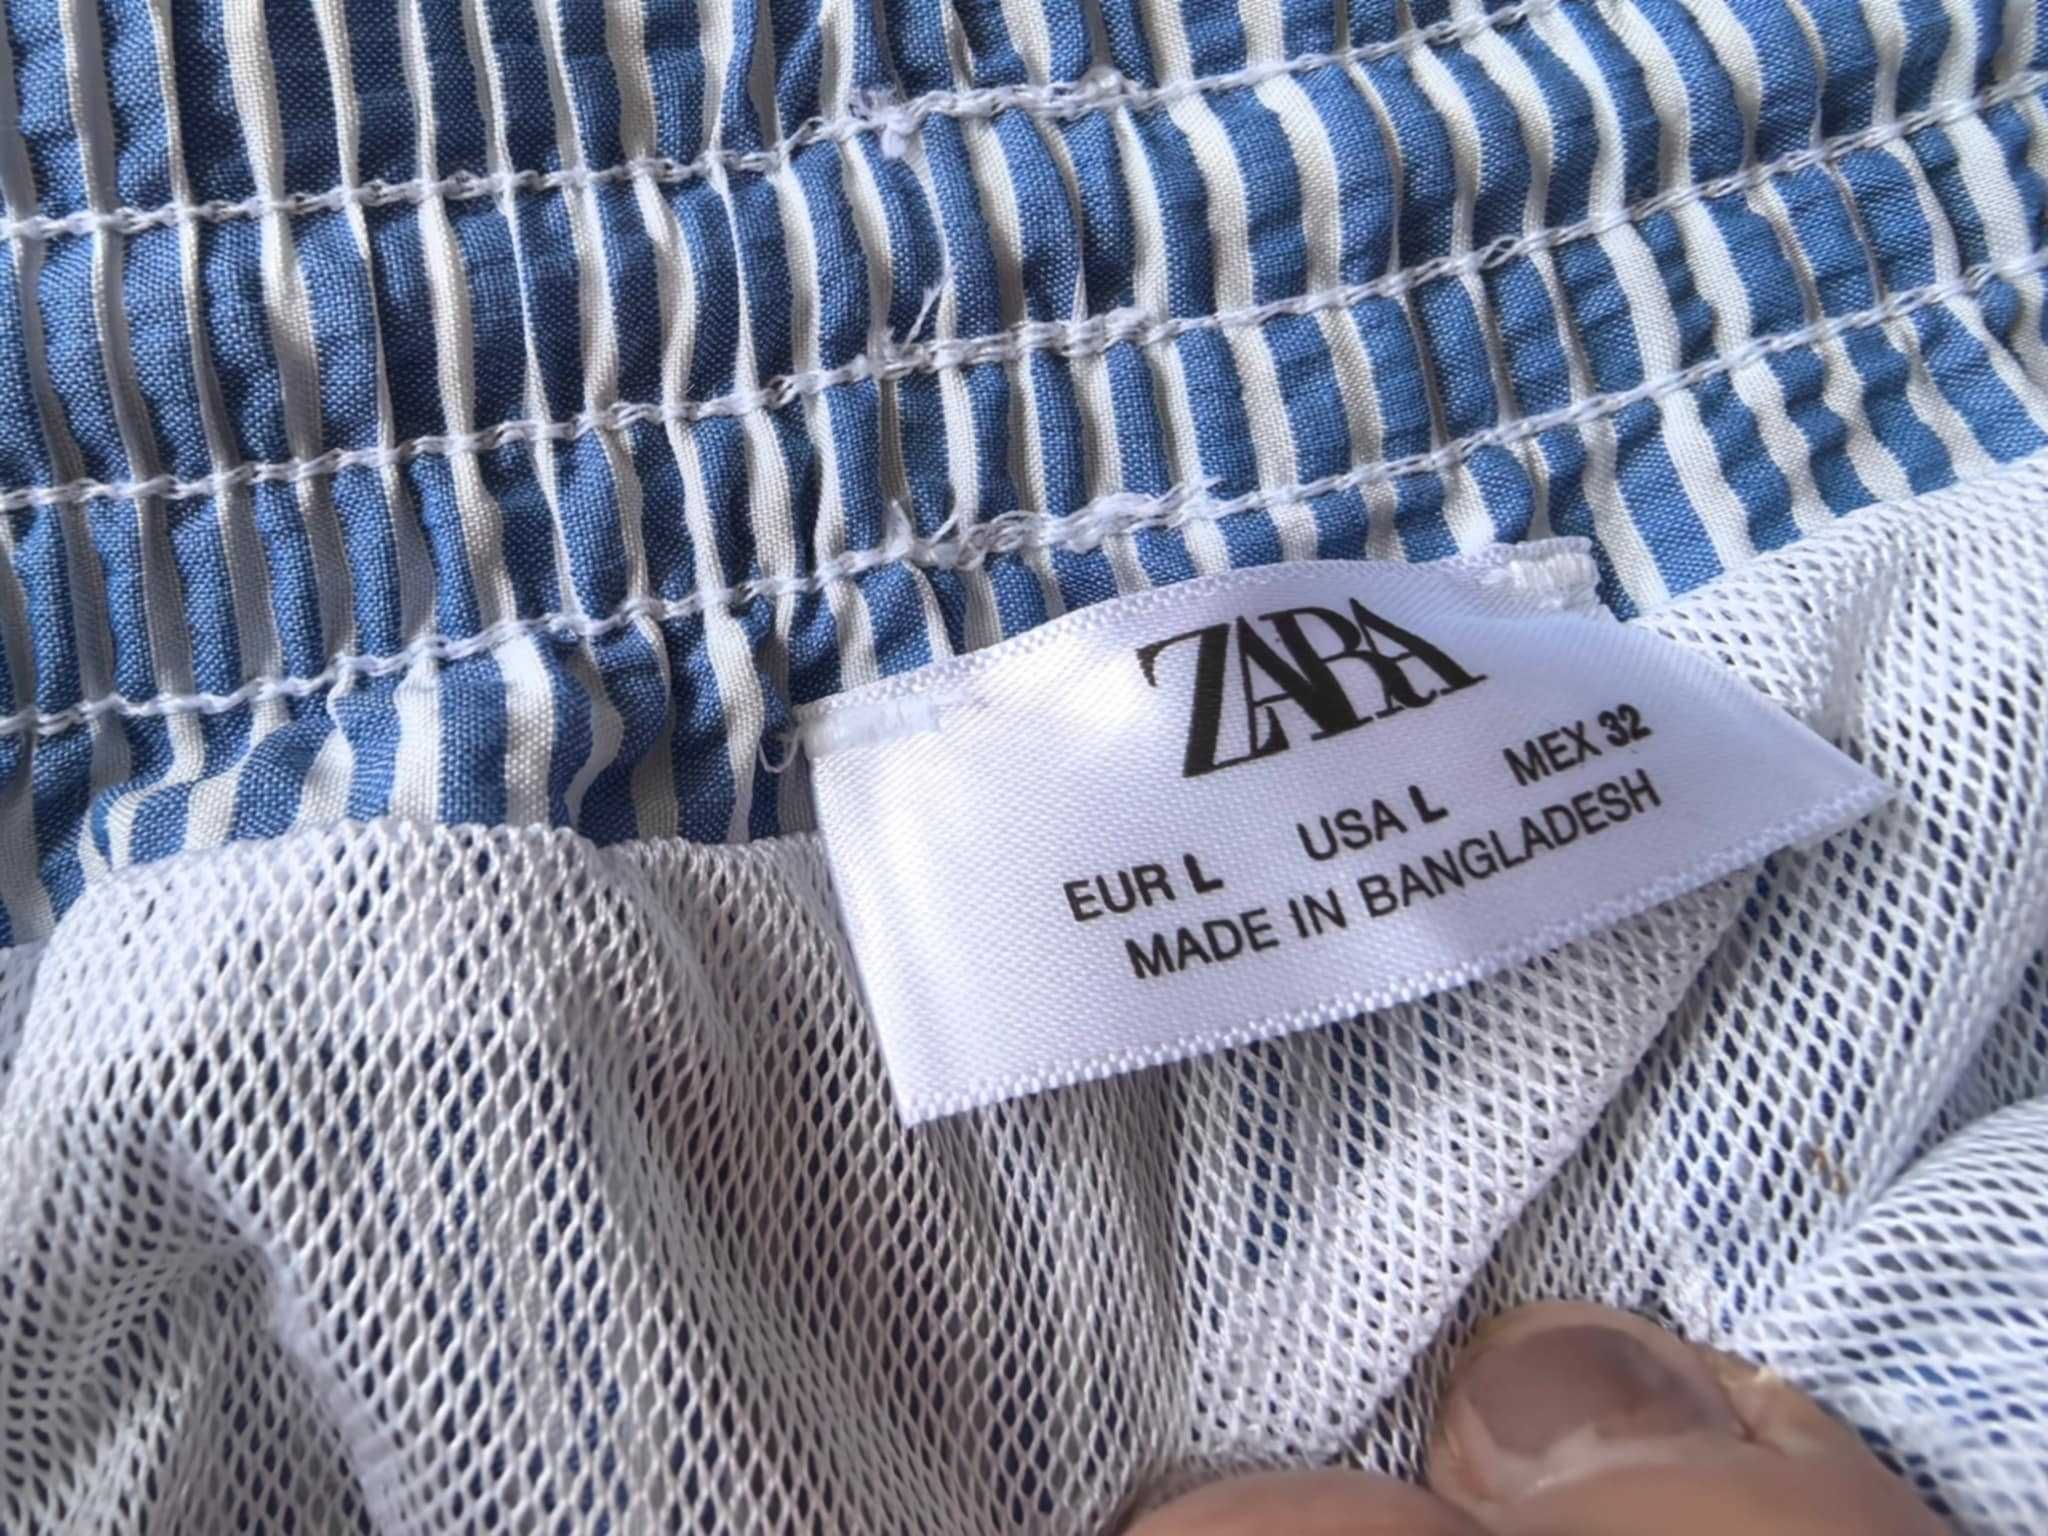 ZARA
EUR L USA L MEX 32
MADE IN BANGLADESH